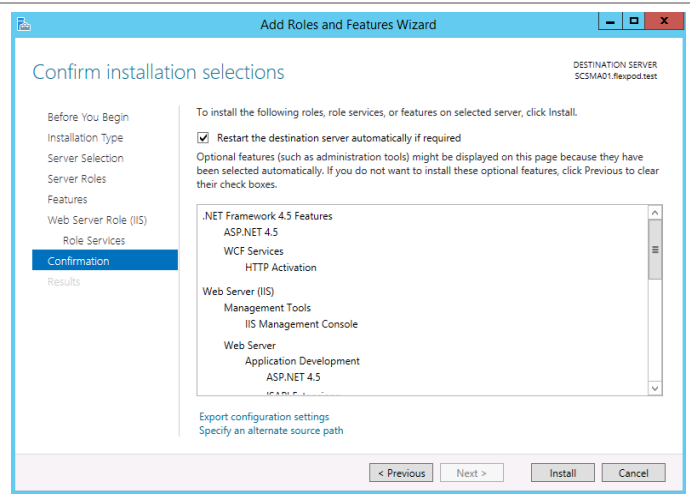 Add Roles and Features Wizard
Confirm installation selections
DESTINATION SERVER
SCSMA01.flexpod.test
Before You Begin
Installation Type
Server Selection
Server Roles
Features
Web Server Role (IIS)
Role Services
Confirmation
Results
To install the following roles, role services, or features on selected server, click Install.
Restart the destination server automatically if required
Optional features (such as administration tools) might be displayed on this page because they have
been selected automatically. If you do not want to install these optional features, click Previous to clear
their check boxes.
.NET Framework 4.5 Features
ASP.NET 4.5
WCF Services
HTTP Activation
Web Server (IIS)
Management Tools
IIS Management Console
Web Server
Application Development
ASP.NET 4.5
Export configuration settings
Specify an alternate source path
< Previous
Next >
Install
Cancel